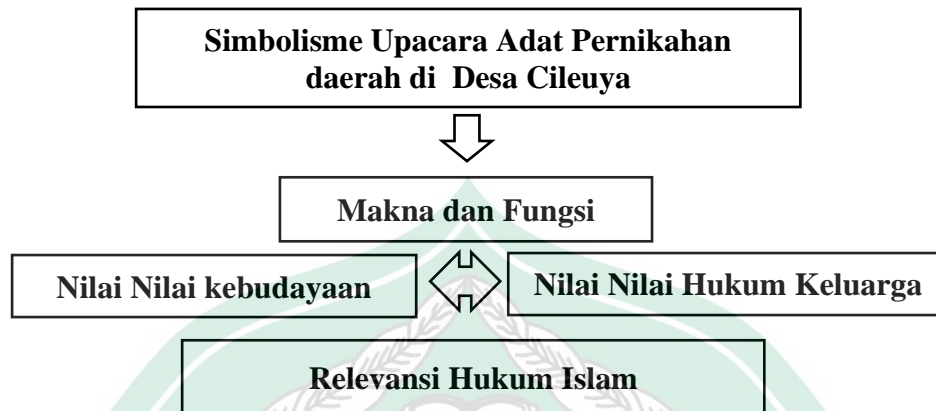 Simbolisme Upacara Adat Pernikahan
daerah di Desa Cileuya
Makna dan Fungsi
Nilai Nilai kebudayaan
Nilai Nilai Hukum Keluarga
Relevansi Hukum Islam